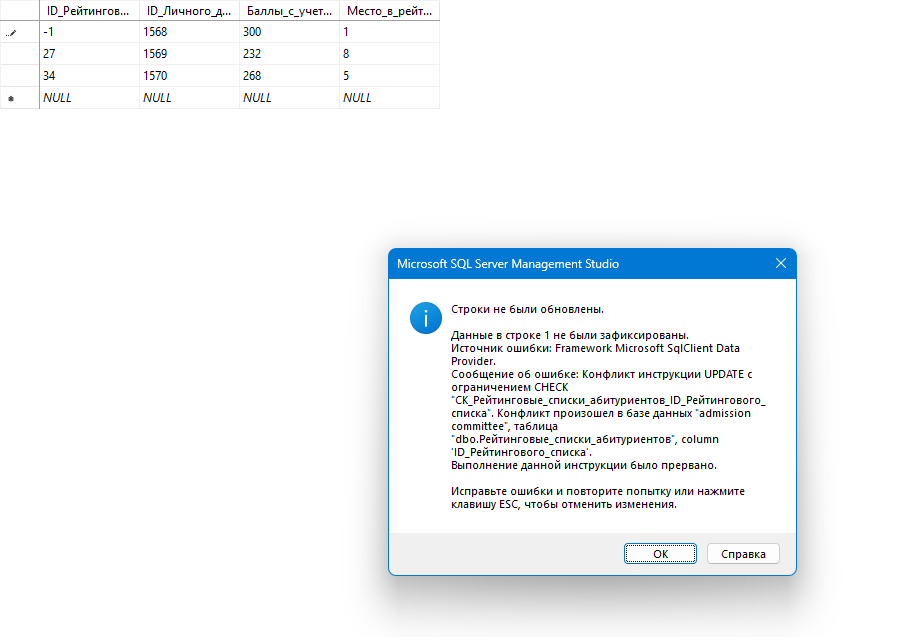 ID_Рейтингов... ID_Личного_д... Баллы_с_учет... Место_в_рейт...
-1 1568 300 1
27 1569 232 8
34 1570 268 5
NULL NULL NULL NULL
Microsoft SQL Server Management Studio
Строки не были обновлены.
Данные в строке 1 не были зафиксированы.
Источник ошибки: Framework Microsoft SqlClient Data
Provider.
Сообщение об ошибке: Конфликт инструкции UPDATE с
ограничением CHECK
"CK_Рейтинговые_списки_абитуриентов_ID_Рейтингового_
списка". Конфликт произошел в базе данных "admission
committee", таблица
"dbo.Рейтинговые_списки_абитуриентов", column
'ID_Рейтингового_списка'.
Выполнение данной инструкции было прервано.
Исправьте ошибки и повторите попытку или нажмите
клавишу ESC, чтобы отменить изменения.
OK Справка